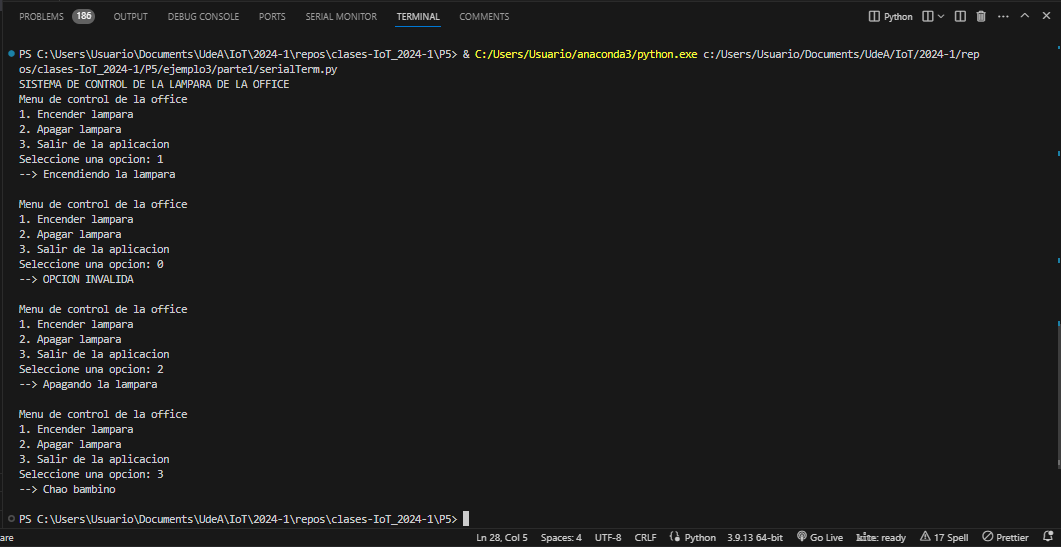 PROBLEMS 186 OUTPUT DEBUG CONSOLE PORTS SERIAL MONITOR TERMINAL COMMENTS Python
PS C:\Users\Usuario\Documents\UdeA\IoT\2024-1\repos\clases-IoT_2024-1\P5> & C:/Users/Usuario/anaconda3/python.exe c:/Users/Usuario/Documents/UdeA/IoT/2024-1/rep
os/clases-IoT_2024-1/P5/ejemplo3/parte1/serialTerm.py
SISTEMA DE CONTROL DE LA LAMPARA DE LA OFFICE
Menu de control de la office
1. Encender lampara
2. Apagar lampara
3. Salir de la aplicacion
Seleccione una opcion: 1
--> Encendiendo la lampara
Menu de control de la office
1. Encender lampara
2. Apagar lampara
3. Salir de la aplicacion
Seleccione una opcion: 0
--> OPCION INVALIDA
Menu de control de la office
1. Encender lampara
2. Apagar lampara
3. Salir de la aplicacion
Seleccione una opcion: 2
--> Apagando la lampara
Menu de control de la office
1. Encender lampara
2. Apagar lampara
3. Salir de la aplicacion
Seleccione una opcion: 3
--> Chao bambino
PS C:\Users\Usuario\Documents\UdeA\IoT\2024-1\repos\clases-IoT_2024-1\P5>
are Ln 28, Col 5 Spaces: 4 UTF-8 CRLF Python 3.9.13 64-bit Go Live kite: ready 17 Spell Prettier